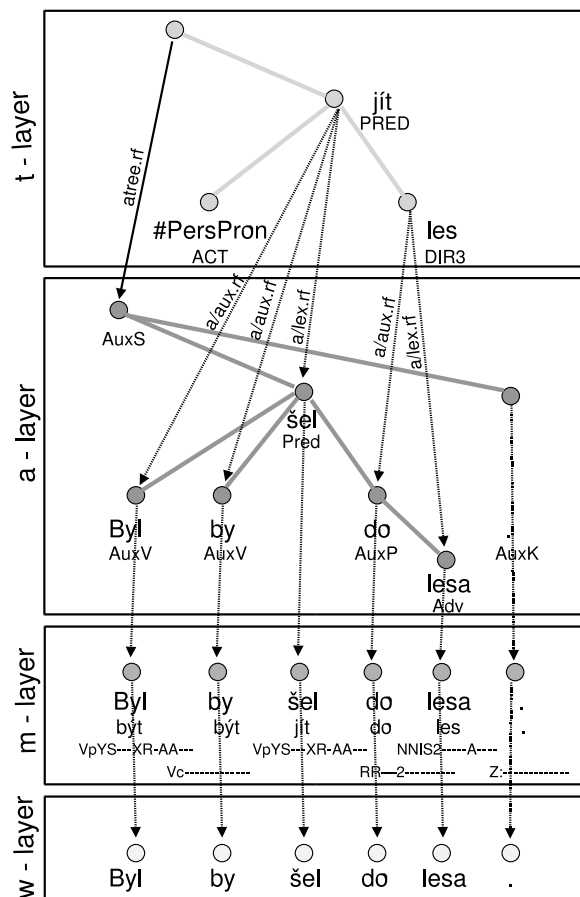 t - layer
jít
PRED
atree.rf
#PersPron
ACT
les
DIR3
a/aux.rf
a/aux.rf
a/lex.rf
a/aux.rf
a/lex.rf
a - layer
AuxS
šel
Pred
Byl
AuxV
by
AuxV
do
AuxP
.
AuxK
lesa
Adv
m - layer
Byl by šel do lesa .
být být jít do les .
VpYS---XR-AA--- VpYS---XR-AA--- NNIS2-----A----
Vc------------- RR--2---------- Z:-------------
w - layer
Byl by šel do lesa .